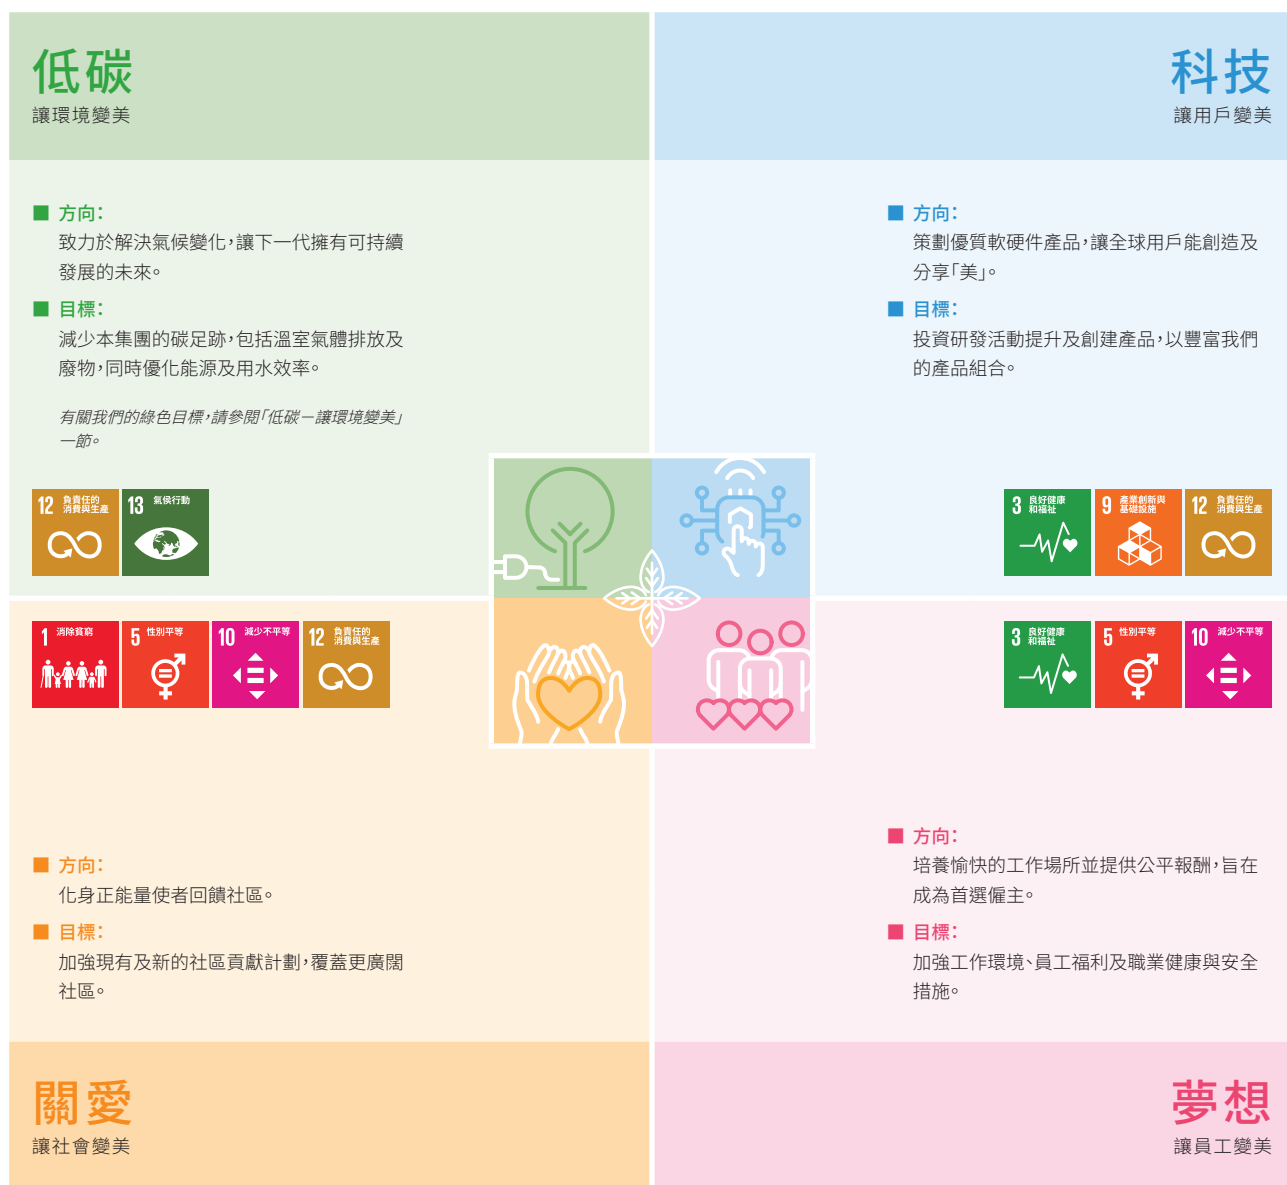 低碳
讓環境變美
方向：
致力於解決氣候變化，讓下一代擁有可持續
發展的未來。
目標：
減少本集團的碳足跡，包括溫室氣體排放及
廢物，同時優化能源及用水效率。
有關我們的綠色目標，請參閱「低碳－讓環境變美」
一節。
12 負責任的
消費與生產
13 氣侯行動
科技
讓用戶變美
方向：
策劃優質軟硬件產品，讓全球用戶能創造及
分享「美」。
目標：
投資研發活動提升及創建產品，以豐富我們
的產品組合。
3 良好健康
和福祉
9 產業創新與
基礎設施
12 負責任的
消費與生產
1 消除貧窮
5 性別平等
10 減少不平等
12 負責任的
消費與生產
方向：
化身正能量使者回饋社區。
目標：
加強現有及新的社區貢獻計劃，覆蓋更廣闊
社區。
關愛
讓社會變美
3 良好健康
和福祉
5 性別平等
10 減少不平等
方向：
培養愉快的工作場所並提供公平報酬，旨在
成為首選僱主。
目標：
加強工作環境、員工福利及職業健康與安全
措施。
夢想
讓員工變美